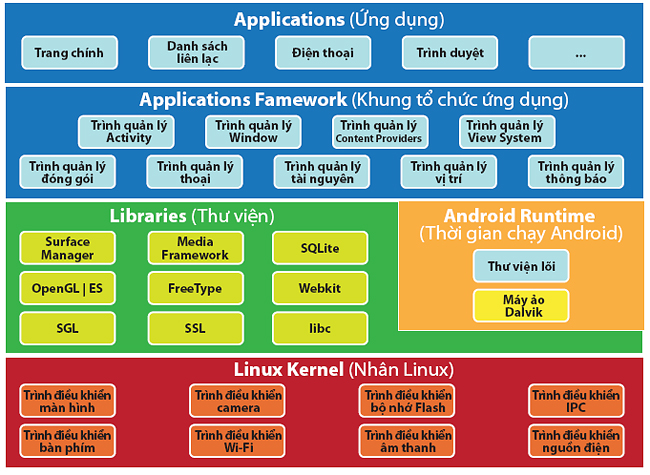 Applications (Ứng dụng)
Trang chính
Danh sách
liên lạc
Điện thoại
Trình duyệt
...
Applications Famework (Khung tổ chức ứng dụng)
Trình quản lý
Activity
Trình quản lý
Window
Trình quản lý
Content Providers
Trình quản lý
View System
Trình quản lý
đóng gói
Trình quản lý
thoại
Trình quản lý
tài nguyên
Trình quản lý
vị trí
Trình quản lý
thông báo
Libraries (Thư viện)
Surface
Manager
Media
Framework
SQLite
OpenGL | ES
FreeType
Webkit
SGL
SSL
libc
Android Runtime
(Thời gian chạy Android)
Thư viện lõi
Máy ảo
Dalvik
Linux Kernel (Nhân Linux)
Trình điều khiển
màn hình
Trình điều khiển
camera
Trình điều khiển
bộ nhớ Flash
Trình điều khiển
IPC
Trình điều khiển
bàn phím
Trình điều khiển
Wi-Fi
Trình điều khiển
âm thanh
Trình điều khiển
nguồn điện